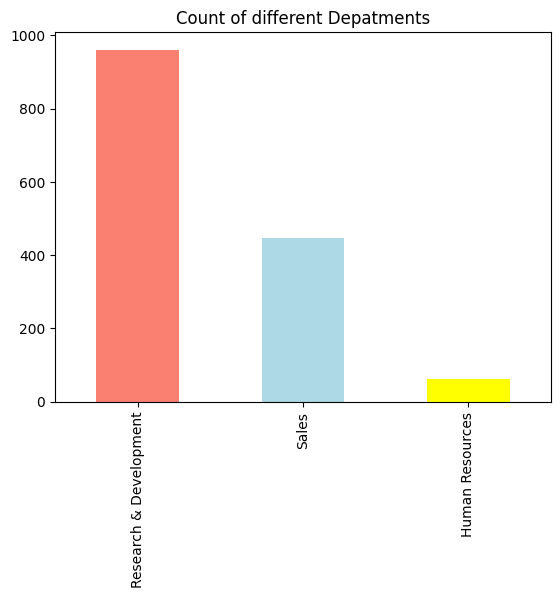 Count of different Depatments
1000
800
600
400
200
0
Research & Development
Sales
Human Resources